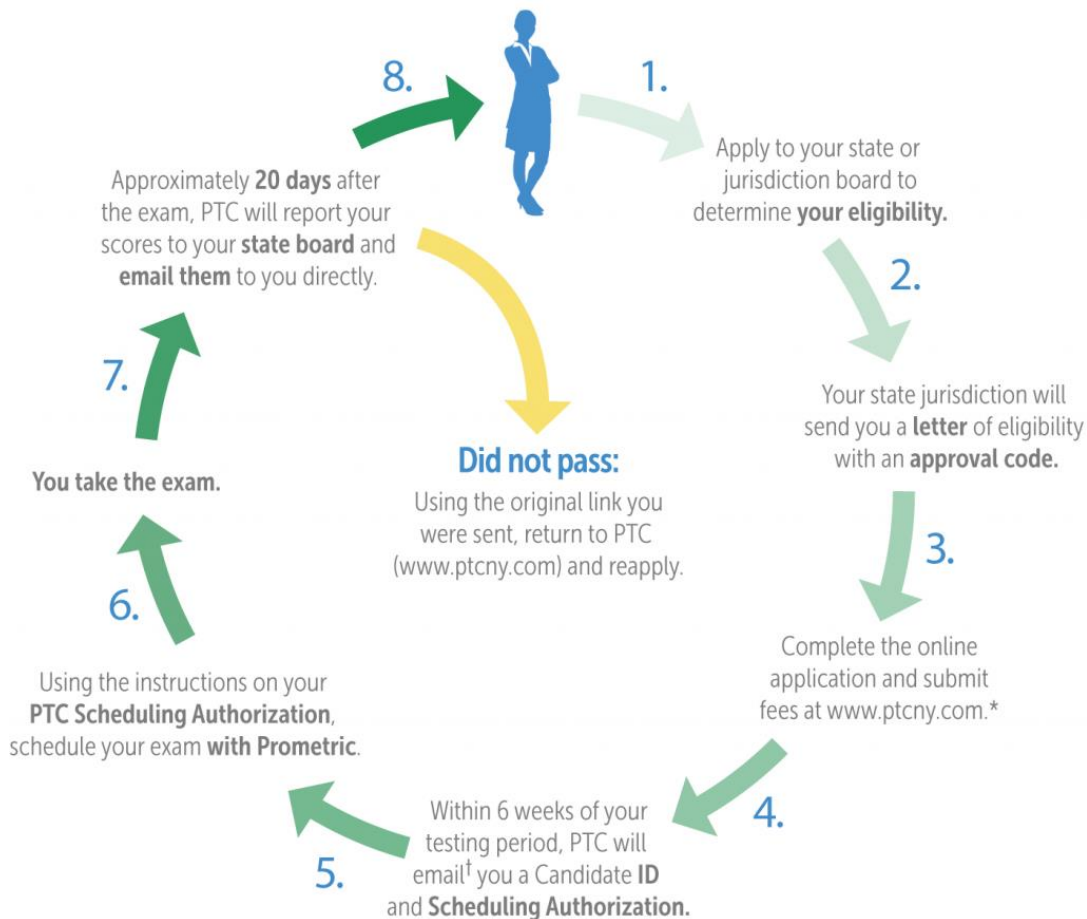 1.
Apply to your state or
jurisdiction board to
determine your eligibility.
2.
Your state jurisdiction will
send you a letter of eligibility
with an approval code.
3.
Complete the online
application and submit
fees at www.ptcny.com.*
4.
Within 6 weeks of your
testing period, PTC will
email† you a Candidate ID
and Scheduling Authorization.
5.
Using the instructions on your
PTC Scheduling Authorization,
schedule your exam with Prometric.
6.
You take the exam.
7.
Approximately 20 days after
the exam, PTC will report your
scores to your state board and
email them to you directly.
8.
Did not pass:
Using the original link you
were sent, return to PTC
(www.ptcny.com) and reapply.